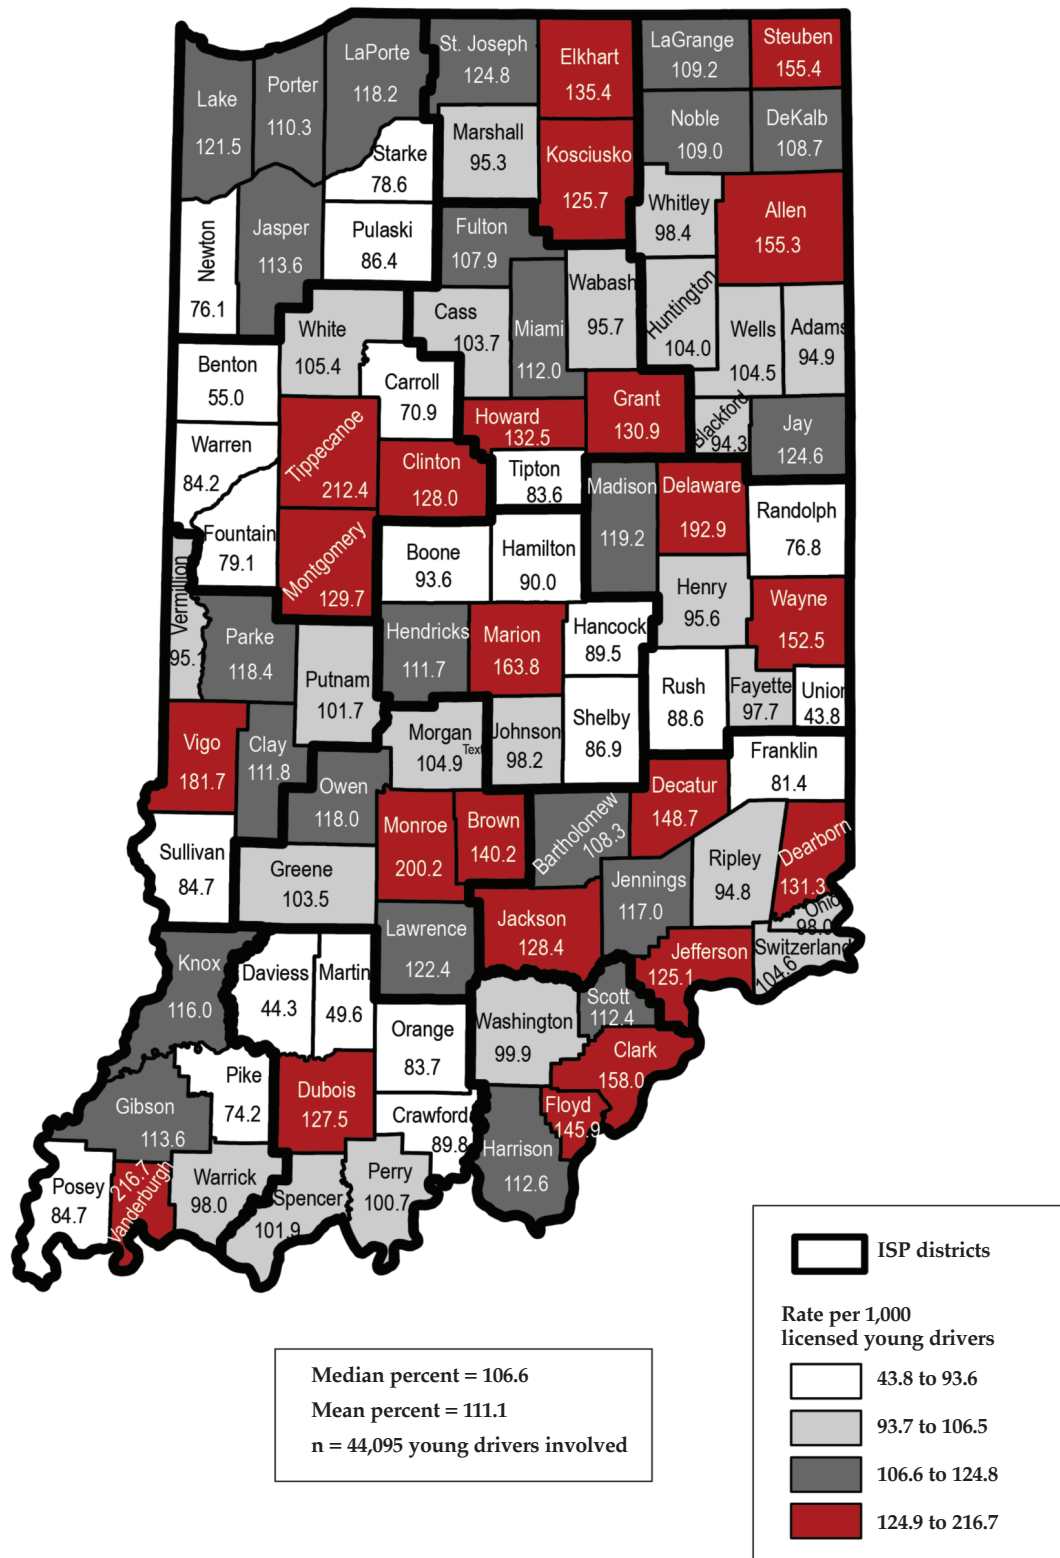 LaPorte
118.2
St. Joseph
124.8
Elkhart
135.4
LaGrange
109.2
Steuben
155.4
Lake
121.5
Porter
110.3
Noble
109.0
DeKalb
108.7
Marshall
95.3
Starke
78.6
Kosciusko
125.7
Whitley
98.4
Allen
155.3
Newton
76.1
Jasper
113.6
Pulaski
86.4
Fulton
107.9
Wabash
95.7
Huntington
104.0
Wells
104.5
Adams
94.9
White
105.4
Cass
103.7
Miami
112.0
Benton
55.0
Carroll
70.9
Howard
132.5
Grant
130.9
Blackford
94.3
Jay
124.6
Warren
84.2
Tippecanoe
212.4
Clinton
128.0
Tipton
83.6
Madison
119.2
Delaware
192.9
Randolph
76.8
Fountain
79.1
Montgomery
129.7
Boone
93.6
Hamilton
90.0
Henry
95.6
Wayne
152.5
Vermillion
95.1
Parke
118.4
Putnam
101.7
Hendricks
111.7
Marion
163.8
Hancock
89.5
Rush
88.6
Fayette
97.7
Union
43.8
Vigo
181.7
Clay
111.8
Morgan
Text
104.9
Johnson
98.2
Shelby
86.9
Franklin
81.4
Owen
118.0
Monroe
200.2
Brown
140.2
Bartholomew
108.3
Decatur
148.7
Sullivan
84.7
Greene
103.5
Jennings
117.0
Ripley
94.8
Dearborn
131.3
Ohio
98.0
Switzerland
104.6
Knox
116.0
Daviess
44.3
Martin
49.6
Lawrence
122.4
Jackson
128.4
Jefferson
125.1
Scott
112.4
Orange
83.7
Washington
99.9
Clark
158.0
Gibson
113.6
Pike
74.2
Dubois
127.5
Crawford
89.8
Floyd
145.9
Harrison
112.6
Posey
84.7
216.7
Vanderburgh
Warrick
98.0
Spencer
101.9
Perry
100.7
ISP districts
Rate per 1,000
licensed young drivers
43.8 to 93.6
93.7 to 106.5
106.6 to 124.8
124.9 to 216.7
Median percent = 106.6
Mean percent = 111.1
n = 44,095 young drivers involved